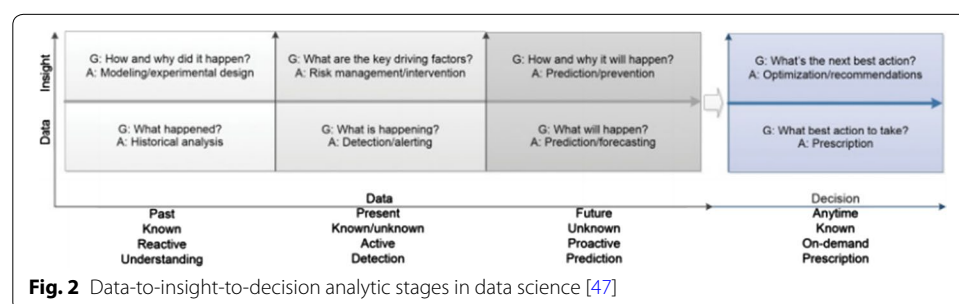 Insight
G: How and why did it happen?
A: Modeling/experimental design
G: What are the key driving factors?
A: Risk management/intervention
G: How and why it will happen?
A: Prediction/prevention
G: What's the next best action?
A: Optimization/recommendations
Data
G: What happened?
A: Historical analysis
G: What is happening?
A: Detection/alerting
G: What will happen?
A: Prediction/forecasting
G: What best action to take?
A: Prescription
Data
Decision
Past
Known
Reactive
Understanding
Present
Known/unknown
Active
Detection
Future
Unknown
Proactive
Prediction
Anytime
Known
On-demand
Prescription
Fig. 2 Data-to-insight-to-decision analytic stages in data science [47]